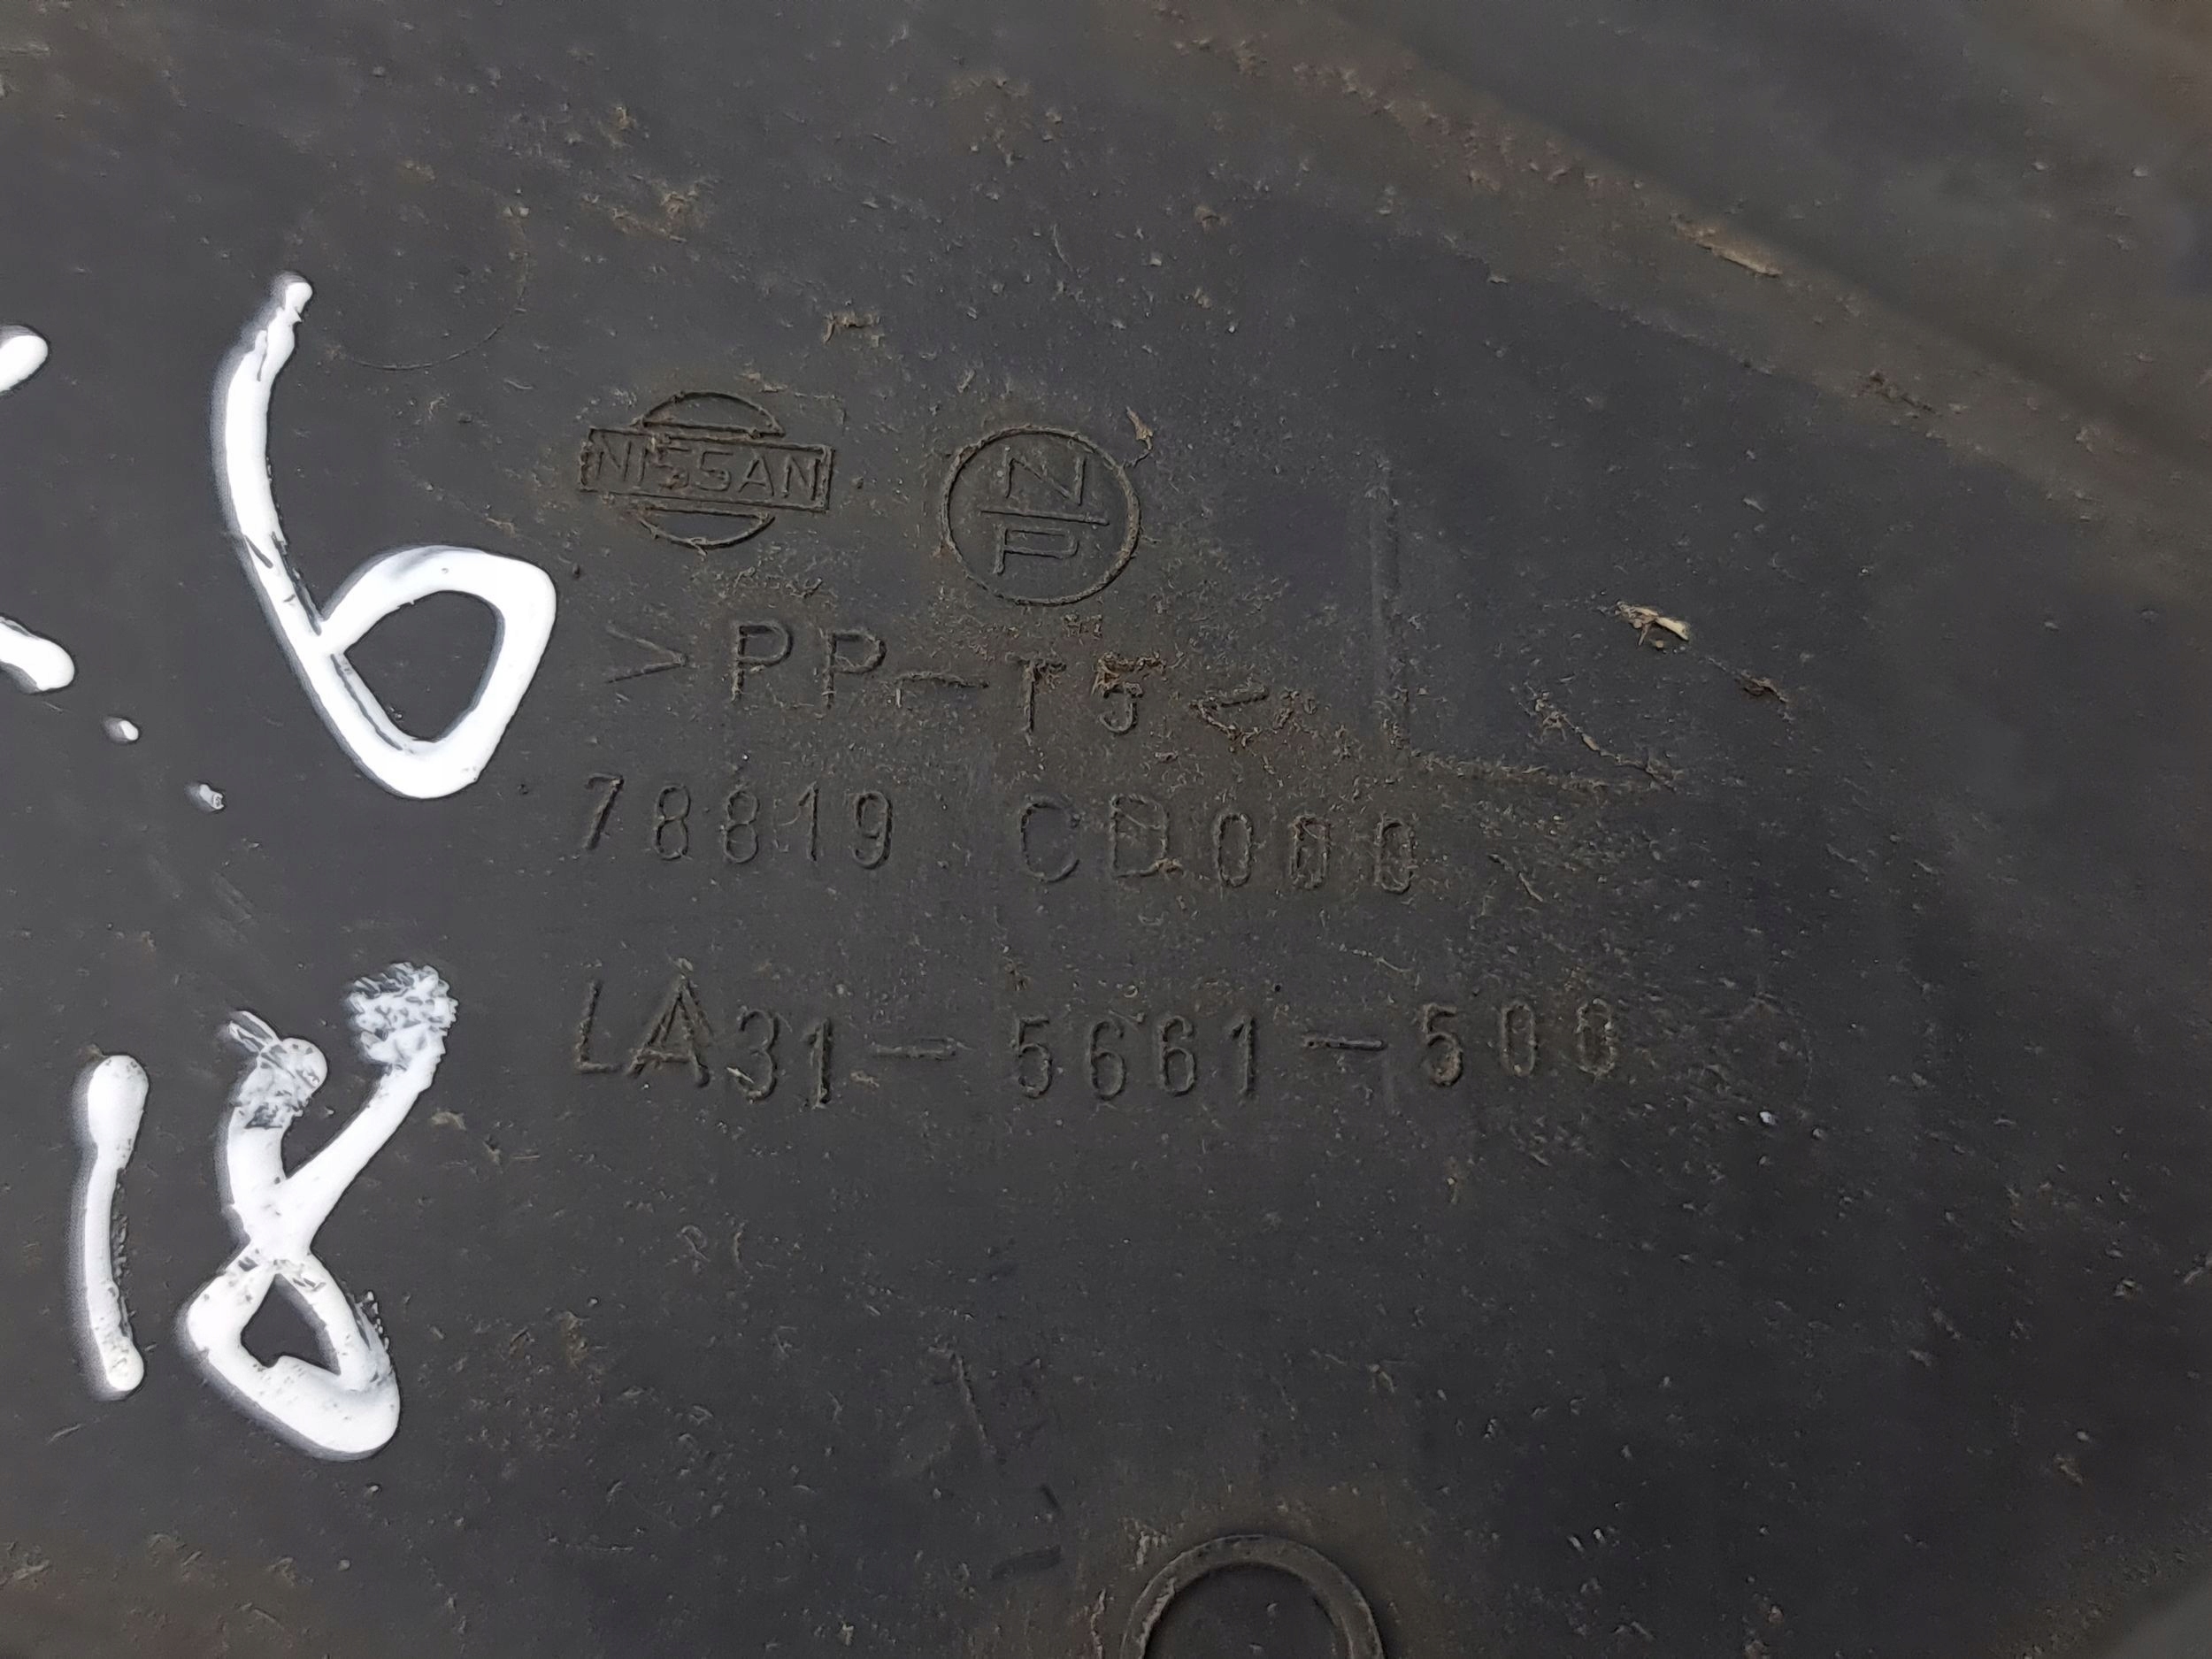 6
NISSAN
N
P
>PP-T5<
L
78819 CD000
LA31-5661-500
18